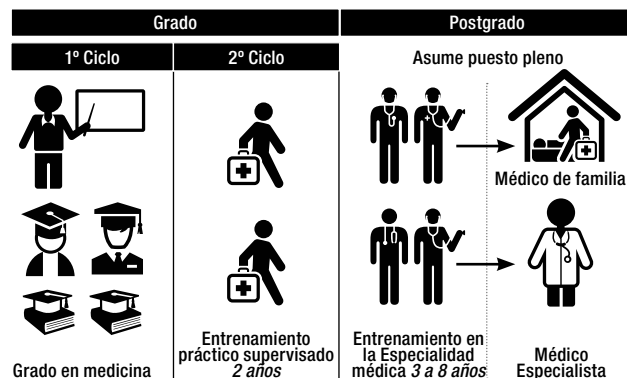 Grado
Postgrado
1º Ciclo
2º Ciclo
Asume puesto pleno
Médico de familia
Grado en medicina
Entrenamiento
práctico supervisado
2 años
Entrenamiento en
la Especialidad
médica 3 a 8 años
Médico
Especialista